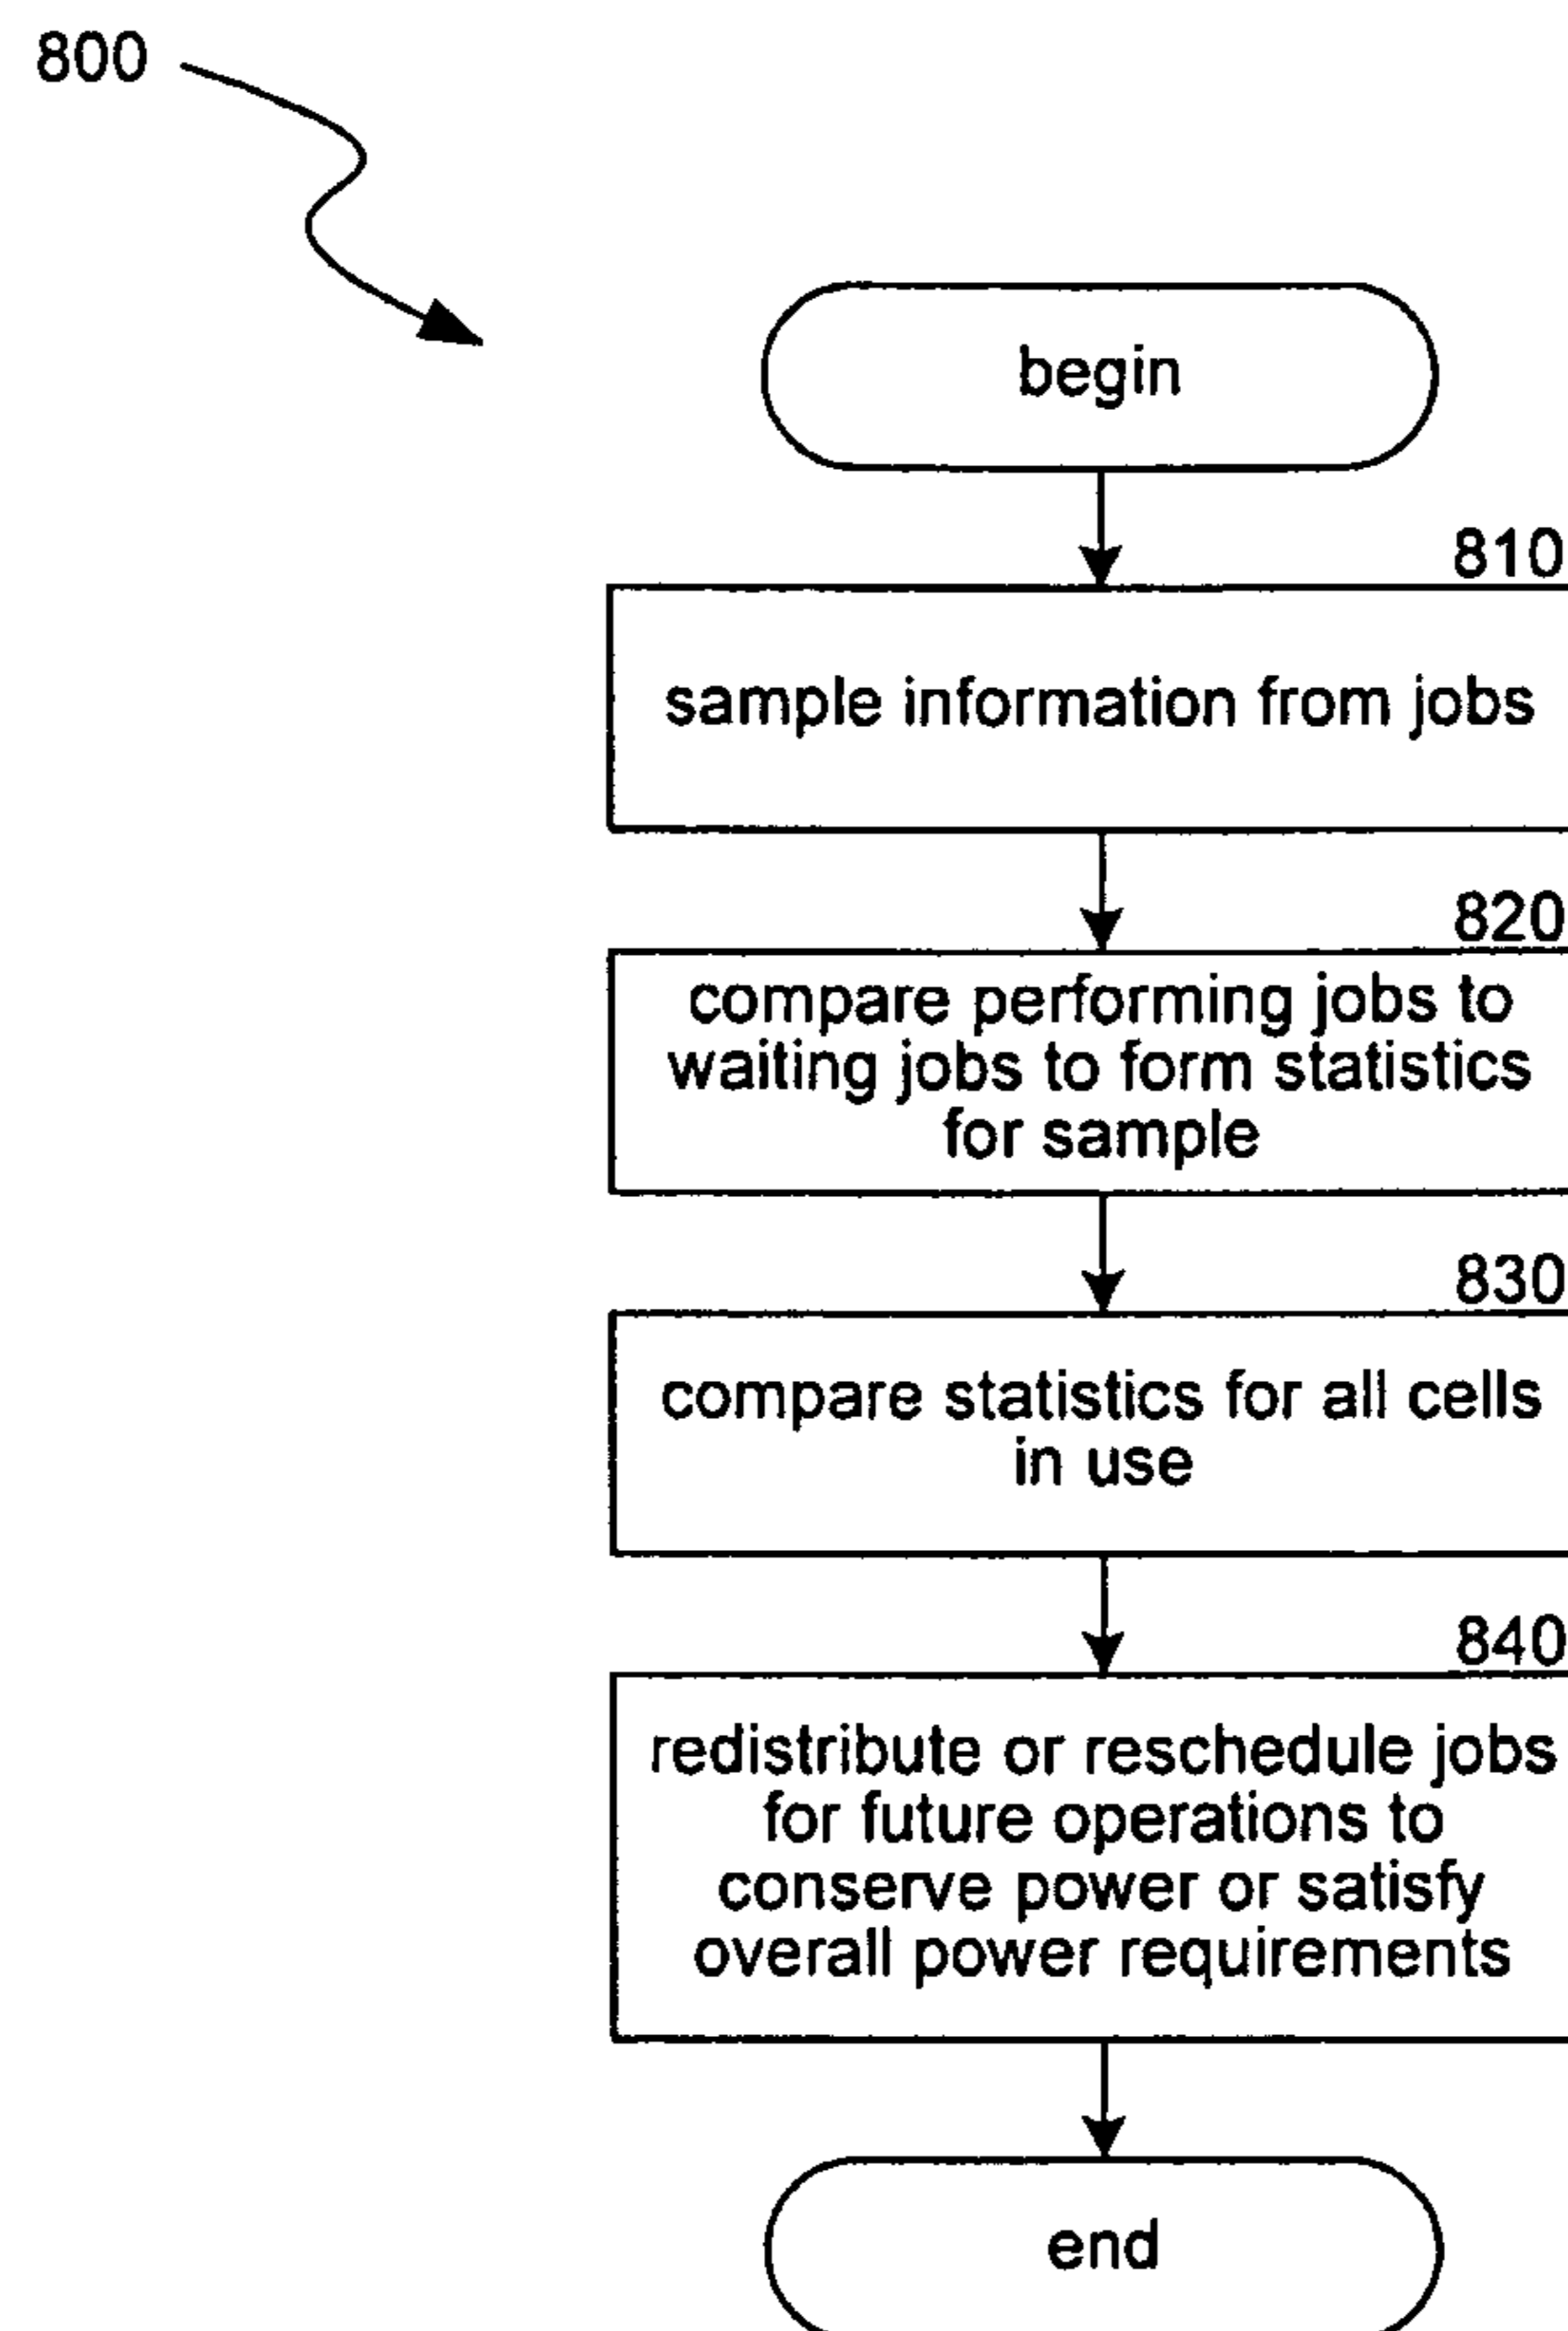 800
begin
810
sample information from jobs
820
compare performing jobs to
waiting jobs to form statistics
for sample
830
compare statistics for all cells
in use
840
redistribute or reschedule jobs
for future operations to
conserve power or satisfy
overall power requirements
end